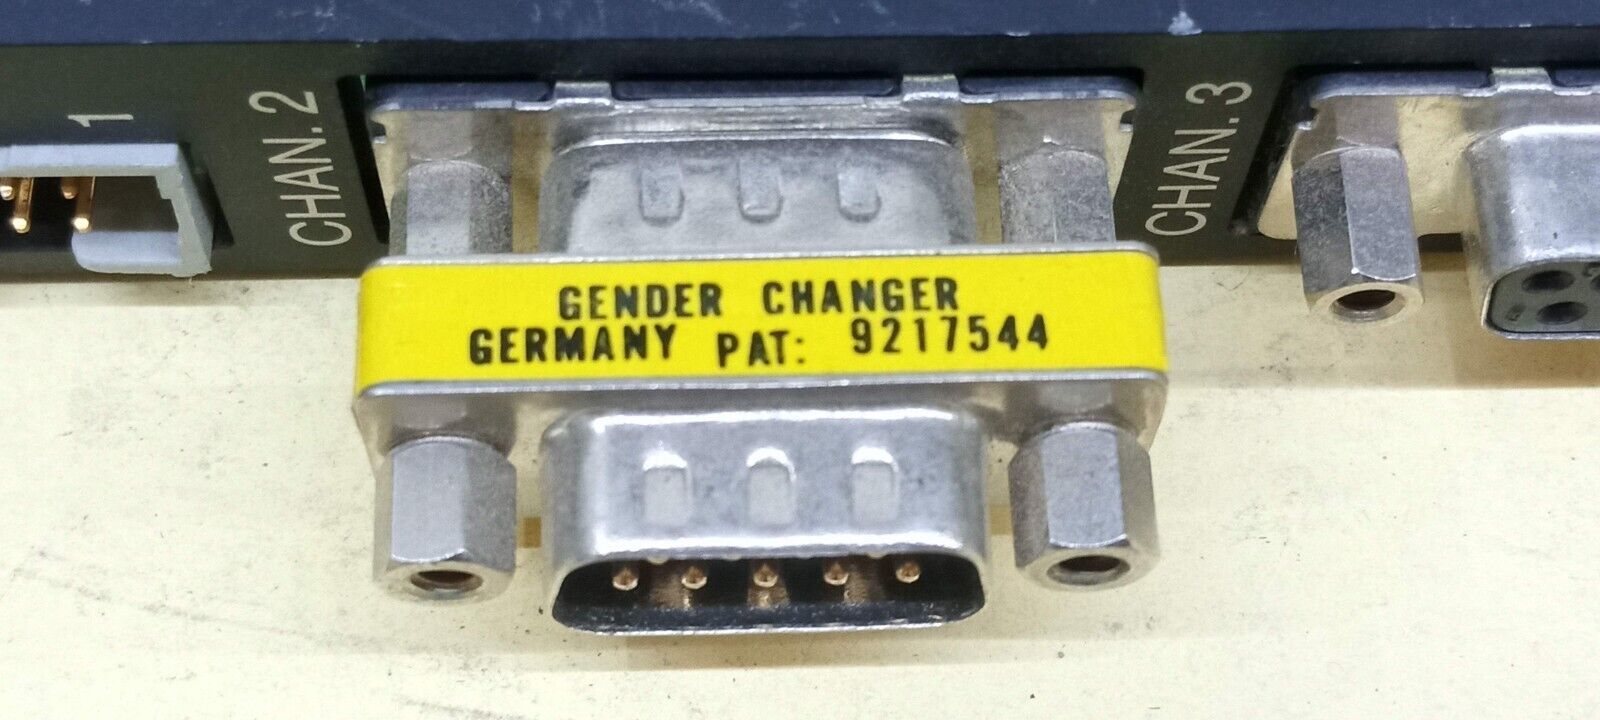 1
CHAN. 2
CHAN. 3
GENDER CHANGER
GERMANY PAT: 9217544